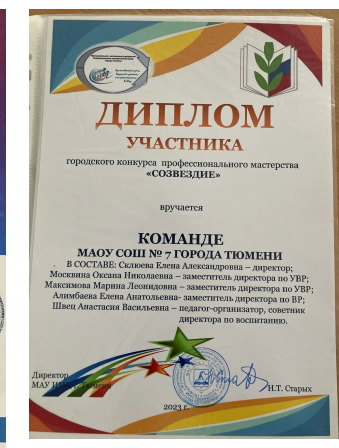 ДИПЛОМ
УЧАСТНИКА
городского конкурса профессионального мастерства
«СОЗВЕЗДИЕ»
вручается
КОМАНДЕ
МАОУ СОШ № 7 ГОРОДА ТЮМЕНИ
В СОСТАВЕ: Склюева Елена Александровна – директор;
Москвина Оксана Николаевна – заместитель директора по УВР;
Максимова Марина Леонидовна – заместитель директора по УВР;
Алимбаева Елена Анатольевна- заместитель директора по ВР;
Швец Анастасия Васильевна – педагог-организатор, советник
директора по воспитанию.
Директор
МАУ Тюмени
Н.Т. Старых
2023 г.